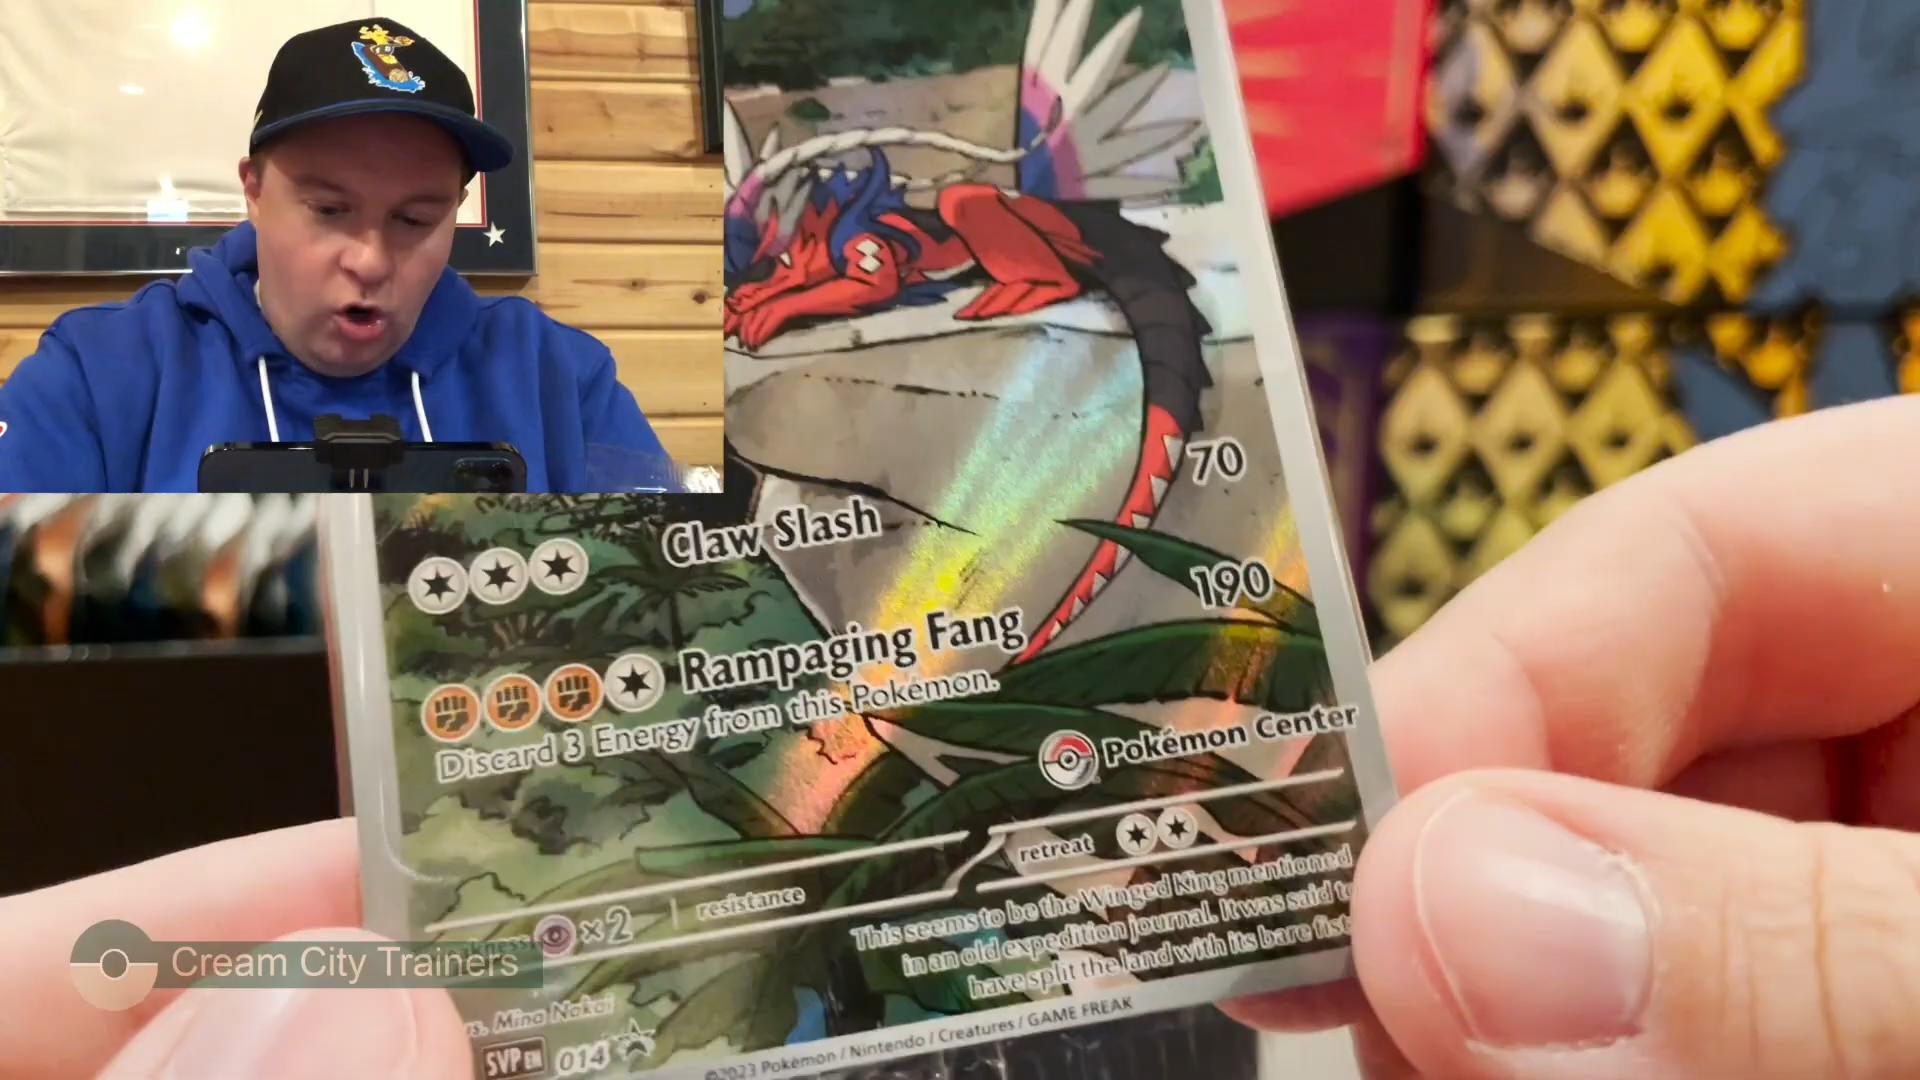 70
Claw Slash
190
Rampaging Fang
Discard 3 Energy from this Pokémon.
Pokémon Center
retreat
×2
resistance
This seems to be the Winged King mentioned
in an old expedition journal. It was said to
have split the land with its bare fist
Cream City Trainers
Mina Nakai
SVP EN 014
©2023 Pokémon / Nintendo / Creatures / GAME FREAK